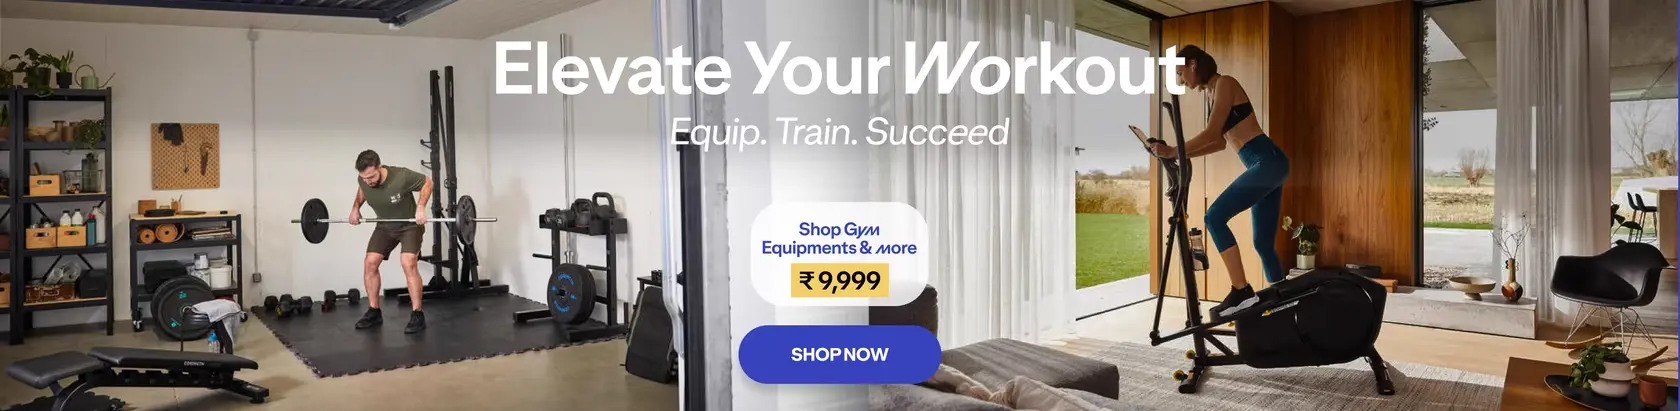 Elevate Your Workout
Equip. Train. Succeed
Shop Gym
Equipments & More
₹ 9,999
SHOP NOW